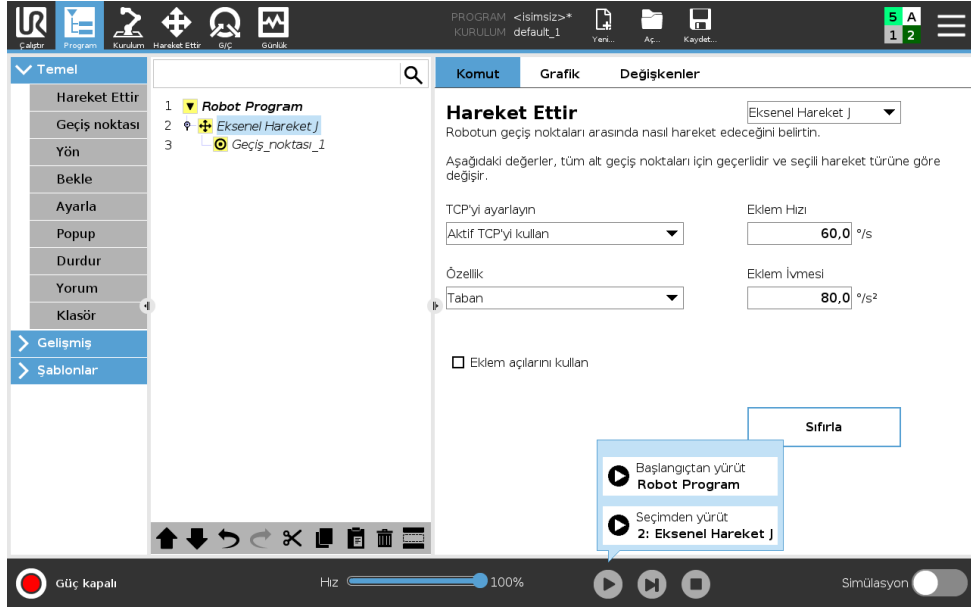 UR
PROGRAM <isimsiz>*
KURULUM default_1
Çalıştır
Program
Kurulum
Hareket Ettir
G/Ç
Günlük
Yeni...
Aç...
Kaydet...
5 A
1 2
Temel
Hareket Ettir
Geçiş noktası
Yön
Bekle
Ayarla
Popup
Durdur
Yorum
Klasör
Gelişmiş
Şablonlar
1 Robot Program
2 Eksenel Hareket J
3 Geçiş_noktası_1
Komut
Grafik
Değişkenler
Hareket Ettir
Eksenel Hareket J
Robotun geçiş noktaları arasında nasıl hareket edeceğini belirtin.
Aşağıdaki değerler, tüm alt geçiş noktaları için geçerlidir ve seçili hareket türüne göre
değişir.
TCP'yi ayarlayın
Eklem Hızı
Aktif TCP'yi kullan
60,0 °/s
Özellik
Eklem İvmesi
Taban
80,0 °/s²
Eklem açılarını kullan
Sıfırla
Başlangıçtan yürüt
Robot Program
Seçimden yürüt
2: Eksenel Hareket J
Güç kapalı
Hız
100%
Simülasyon